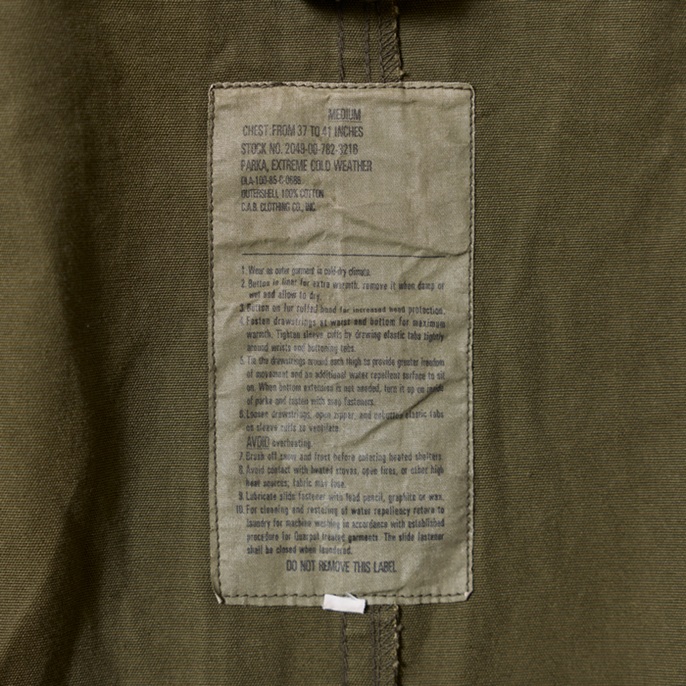 MEDIUM
CHEST: FROM 37 TO 41 INCHES
STOCK NO.
PARKA, EXTREME COLD WEATHER
OUTERSHELL 100% COTTON
C.A.B. CLOTHING CO., INC.
1. Wear as outer garment in cold-dry climate.
2. Button in liner for extra warmth, remove it when damp or
wet and allow to dry.
3. Button on fur ruffed hood for increased head protection.
4. Fasten drawstrings at waist and bottom for maximum
warmth. Tighten sleeve cuffs by drawing elastic tabs tightly
around wrists and buttoning tabs.
5. Tie the drawstrings around each thigh to provide greater freedom
of movement and an additional water repellent surface to sit
on. When bottom extension is not needed, turn it up on inside
of parka and fasten with snap fasteners.
6. Loosen drawstrings, open zipper, and unbutton elastic tabs
on sleeve cuffs to ventilate.
AVOID overheating.
7. Brush off snow and frost before entering heated shelters.
8. Avoid contact with heated stoves, open fires, or other high
heat sources, fabric may fuse.
9. Lubricate slide fastener with lead pencil, graphite or wax.
10. For cleaning and restoring of water repellency return to
laundry for machine washing in accordance with established
procedure for Quarpel treated garments. The slide fastener
shall be closed when laundered.
DO NOT REMOVE THIS LABEL